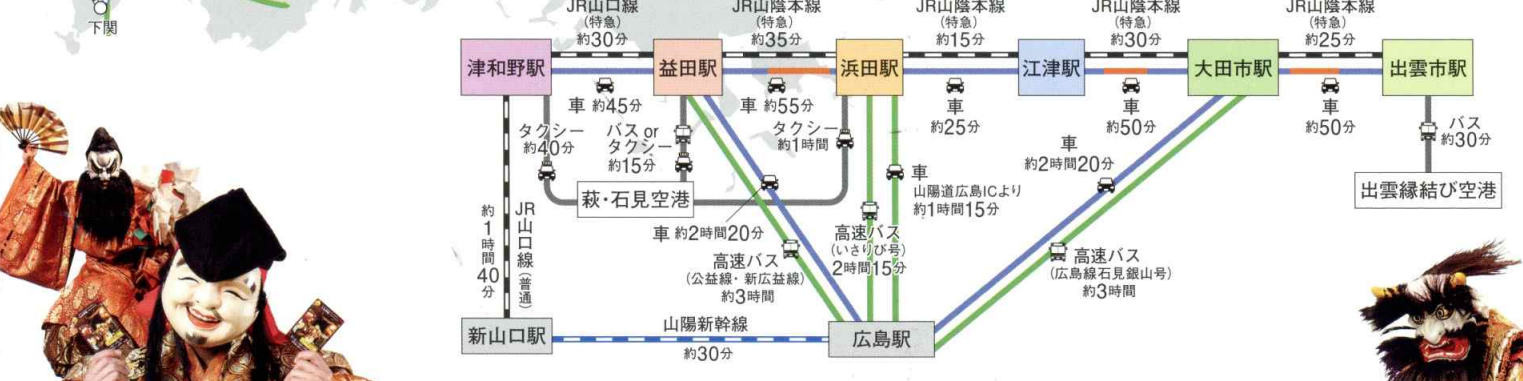 下関
JR山口線
(特急)
約30分
JR山陰本線
(特急)
約35分
JR山陰本線
(特急)
約15分
JR山陰本線
(特急)
約30分
JR山陰本線
(特急)
約25分
津和野駅
益田駅
浜田駅
江津駅
大田市駅
出雲市駅
車 約45分
車 約55分
車
約25分
車
約50分
車
約50分
タクシー
約40分
バス or
タクシー
約15分
タクシー
約1時間
車
約2時間20分
バス
約30分
萩・石見空港
出雲縁結び空港
車
山陽道広島ICより
約1時間15分
JR山口線(普通)
約1時間40分
車 約2時間20分
高速バス
(いさりび号)
2時間15分
高速バス
(公益線・新広益線)
約3時間
高速バス
(広島線石見銀山号)
約3時間
新山口駅
山陽新幹線
約30分
広島駅